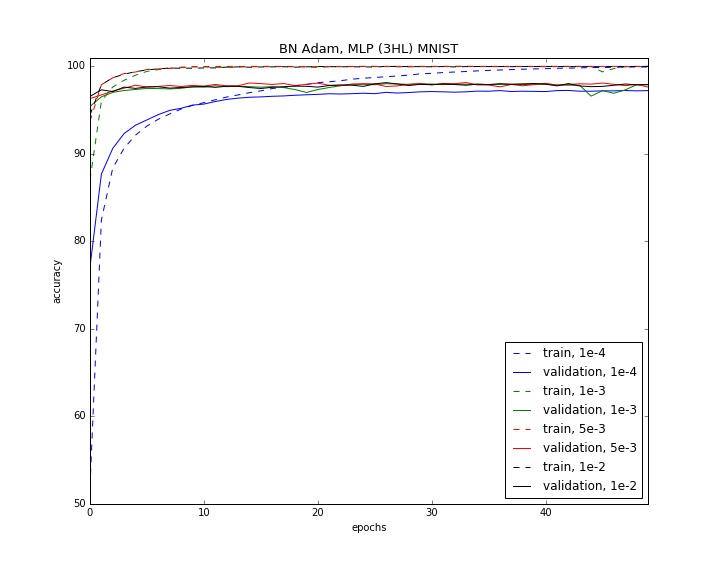 BN Adam, MLP (3HL) MNIST
100
90
80
70
60
50
accuracy
0
10
20
30
40
epochs
train, 1e-4
validation, 1e-4
train, 1e-3
validation, 1e-3
train, 5e-3
validation, 5e-3
train, 1e-2
validation, 1e-2